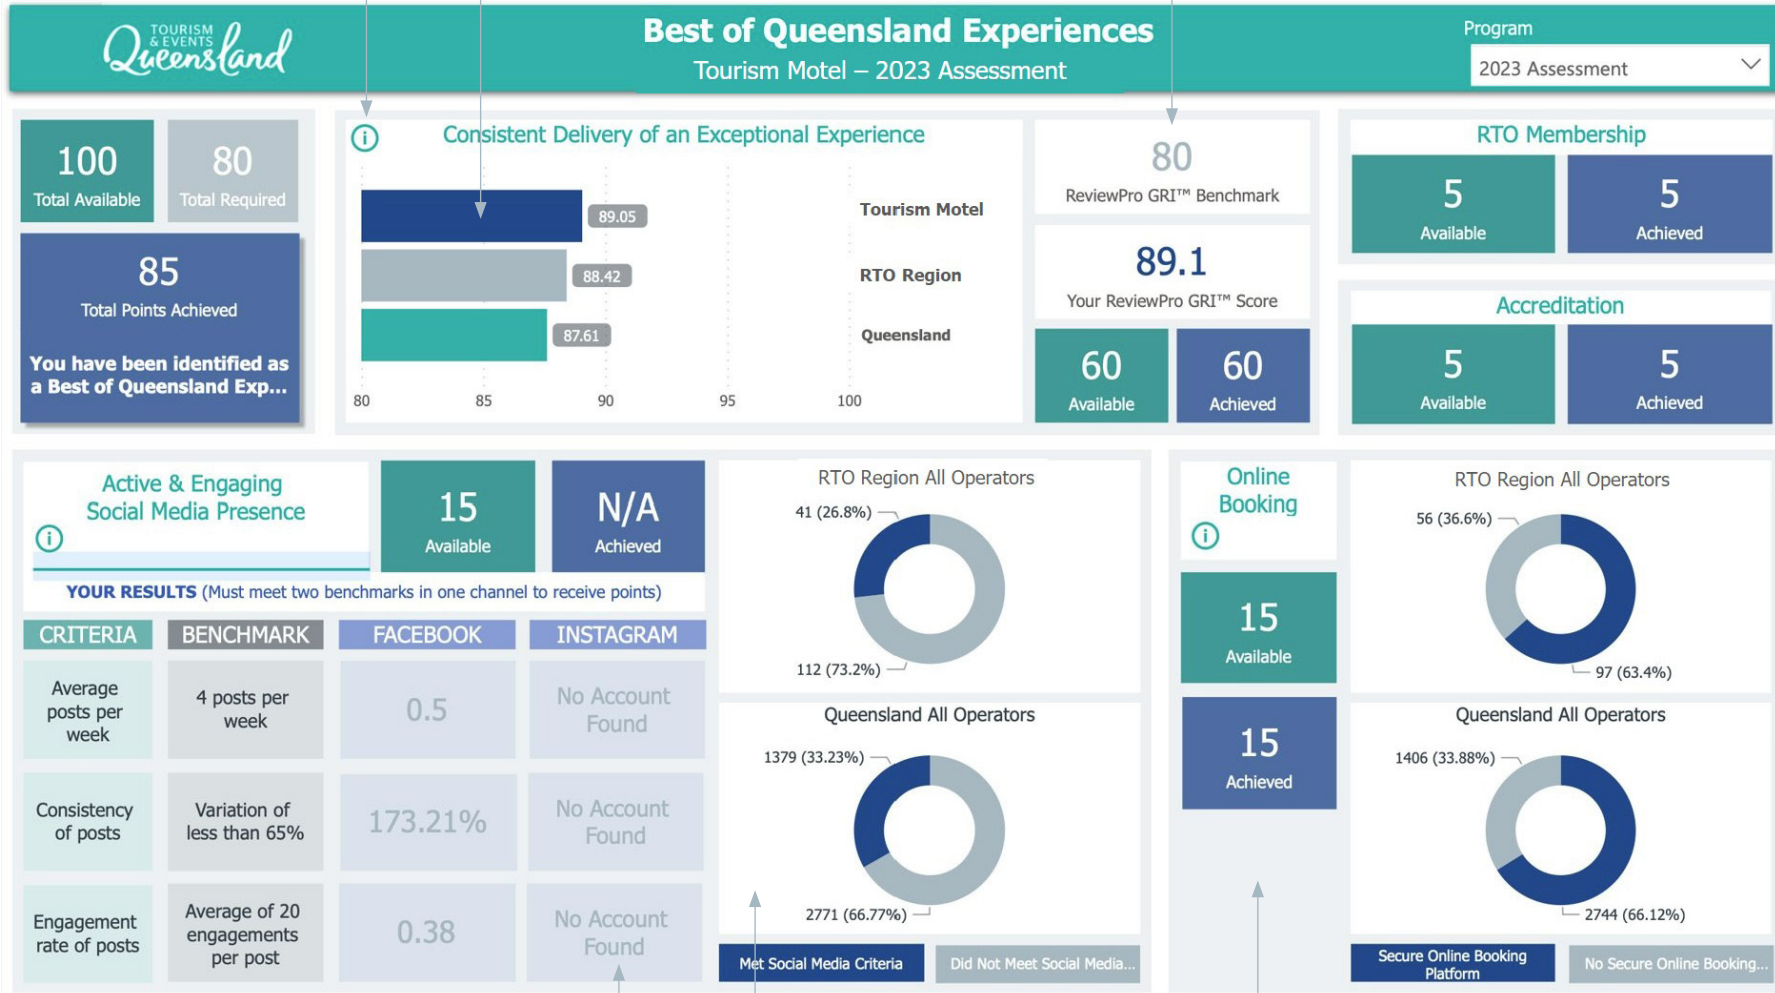 TOURISM
& EVENTS
Queensland
Best of Queensland Experiences
Tourism Motel – 2023 Assessment
Program
2023 Assessment
100
Total Available
80
Total Required
85
Total Points Achieved
You have been identified as
a Best of Queensland Exp...
Consistent Delivery of an Exceptional Experience
89.05
Tourism Motel
88.42
RTO Region
87.61
Queensland
80
85
90
95
100
80
ReviewPro GRI™ Benchmark
89.1
Your ReviewPro GRI™ Score
60
Available
60
Achieved
RTO Membership
5
Available
5
Achieved
Accreditation
5
Available
5
Achieved
Active & Engaging
Social Media Presence
15
Available
N/A
Achieved
YOUR RESULTS (Must meet two benchmarks in one channel to receive points)
CRITERIA
BENCHMARK
FACEBOOK
INSTAGRAM
Average
posts per
week
4 posts per
week
0.5
No Account
Found
Consistency
of posts
Variation of
less than 65%
173.21%
No Account
Found
Engagement
rate of posts
Average of 20
engagements
per post
0.38
No Account
Found
RTO Region All Operators
41 (26.8%)
112 (73.2%)
Queensland All Operators
1379 (33.23%)
2771 (66.77%)
Met Social Media Criteria
Did Not Meet Social Media...
Online
Booking
15
Available
15
Achieved
RTO Region All Operators
56 (36.6%)
97 (63.4%)
Queensland All Operators
1406 (33.88%)
2744 (66.12%)
Secure Online Booking
Platform
No Secure Online Booking...